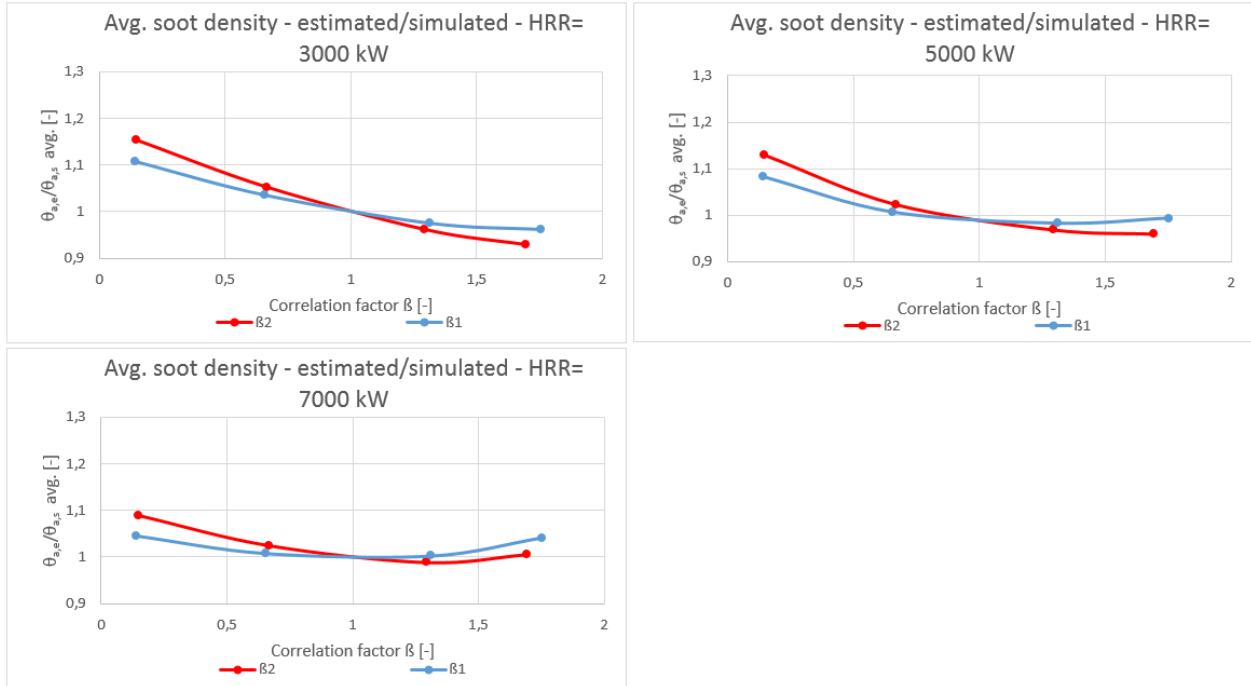 Avg. soot density - estimated/simulated - HRR=
3000 kW
θa,e/θa,s avg. [-]
1,3
1,2
1,1
1
0,9
0
0,5
1
1,5
2
Correlation factor ß [-]
ß2
ß1
Avg. soot density - estimated/simulated - HRR=
5000 kW
θa,e/θa,s avg. [-]
1,3
1,2
1,1
1
0,9
0
0,5
1
1,5
2
Correlation factor ß [-]
ß2
ß1
Avg. soot density - estimated/simulated - HRR=
7000 kW
θa,e/θa,s avg. [-]
1,3
1,2
1,1
1
0,9
0
0,5
1
1,5
2
Correlation factor ß [-]
ß2
ß1